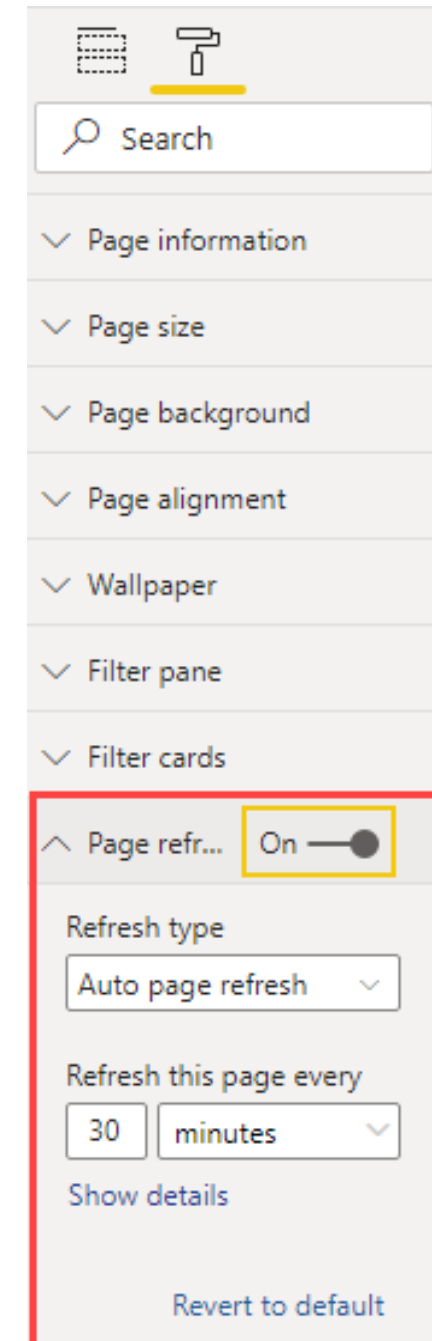 Search
Page information
Page size
Page background
Page alignment
Wallpaper
Filter pane
Filter cards
Page refr... On
Refresh type
Auto page refresh
Refresh this page every
30 minutes
Show details
Revert to default